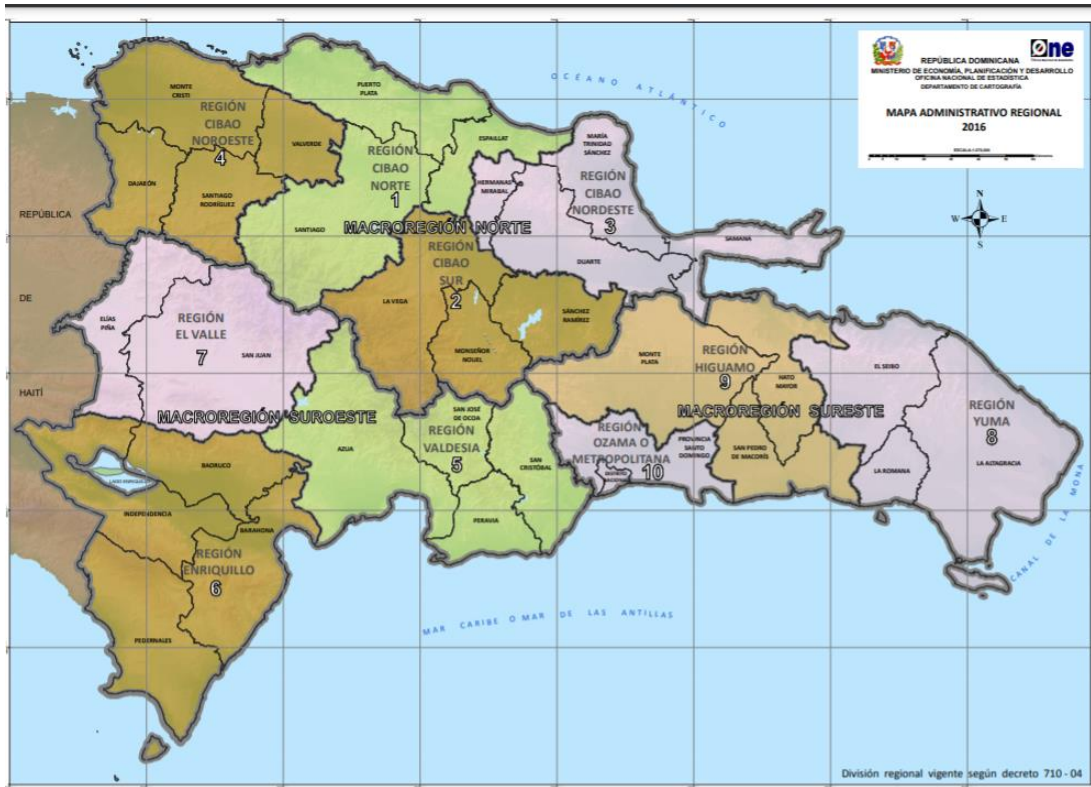 one
REPÚBLICA DOMINICANA
MINISTERIO DE ECONOMÍA, PLANIFICACIÓN Y DESARROLLO
OFICINA NACIONAL DE ESTADÍSTICA
DEPARTAMENTO DE CARTOGRAFÍA
MAPA ADMINISTRATIVO REGIONAL
2016
N
W
E
S
OCÉANO ATLÁNTICO
MONTE
CRISTI
REGIÓN
CIBAO
NOROESTE
4
VALVERDE
DAJABÓN
SANTIAGO
RODRÍGUEZ
PUERTO
PLATA
ESPAILLAT
REGIÓN
CIBAO
NORTE
1
SANTIAGO
MACROREGIÓN NORTE
MARÍA
TRINIDAD
SÁNCHEZ
HERMANAS
MIRABAL
REGIÓN
CIBAO
NORDESTE
3
DUARTE
SAMANA
REGIÓN
CIBAO
SUR
2
LA VEGA
MONSEÑOR
NOUEL
SÁNCHEZ
RAMÍREZ
REPÚBLICA
DE
HAITÍ
ELÍAS
PIÑA
REGIÓN
EL VALLE
7
SAN JUAN
MACROREGIÓN SUROESTE
AZUA
SAN JOSÉ
DE OCOA
REGIÓN
VALDESIA
5
SAN
CRISTÓBAL
PERAVIA
MONTE
PLATA
REGIÓN
HIGUAMO
9
HATO
MAYOR
MACROREGIÓN SURESTE
SAN PEDRO
DE MACORÍS
REGIÓN
OZAMA O
METROPOLITANA
10
PROVINCIA
SANTO
DOMINGO
EL SEIBO
REGIÓN
YUMA
8
LA ROMANA
LA ALTAGRACIA
BAORUCO
LAGO ENRIQUILLO
INDEPENDENCIA
BARAHONA
REGIÓN
ENRIQUILLO
6
PEDERNALES
MAR CARIBE O MAR DE LAS ANTILLAS
CANAL DE LA MONA
División regional vigente según decreto 710 - 04